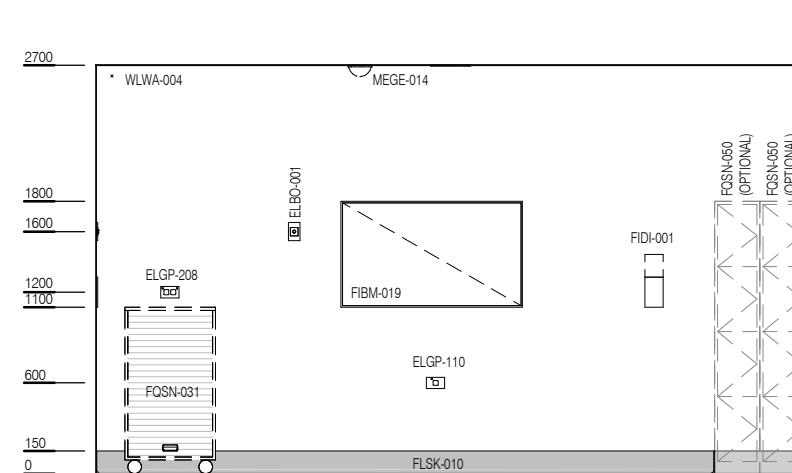 2700
WLWA-004
MEGE-014
FQSN-050
(OPTIONAL)
FQSN-050
(OPTIONAL)
ELBO-001
1800
1600
FIDI-001
ELGP-208
1200
1100
FIBM-019
ELGP-110
600
FQSN-031
150
FLSK-010
0